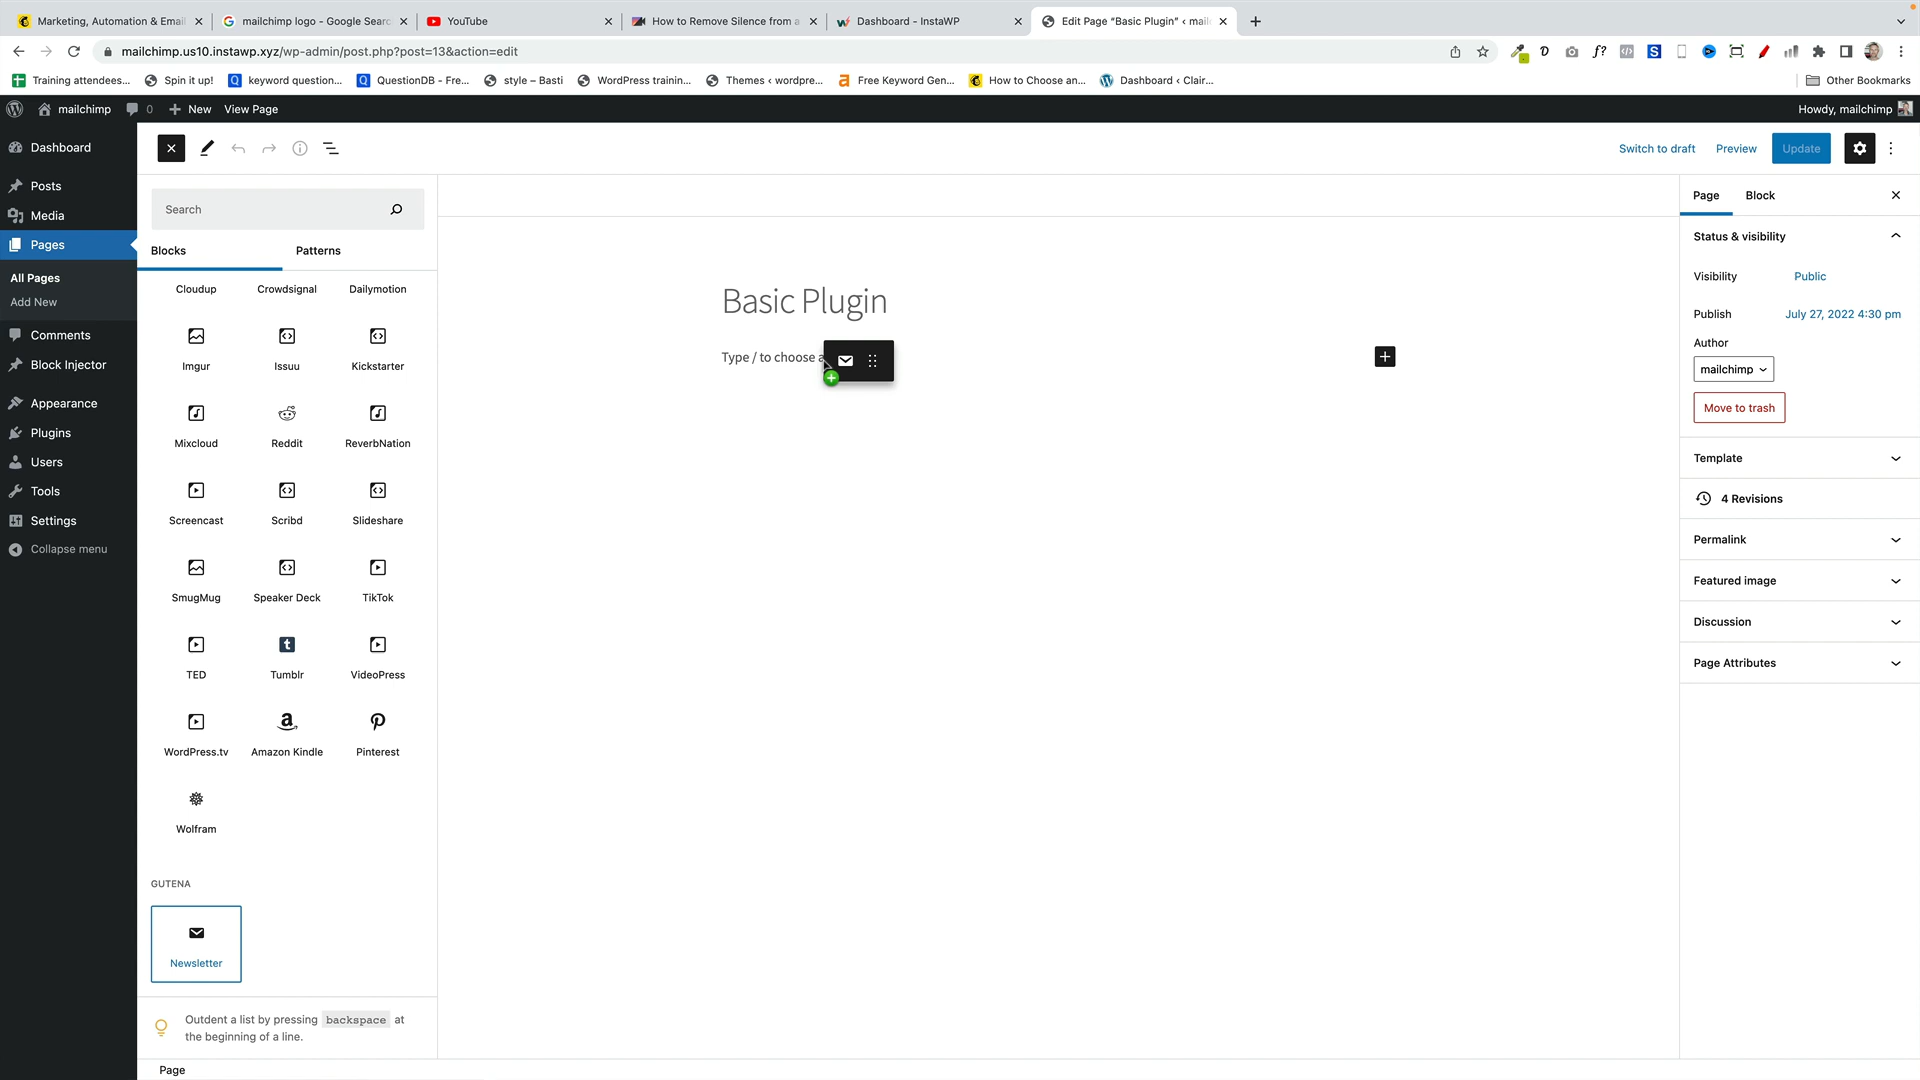 Marketing, Automation & Email
mailchimp logo - Google Searc
YouTube
How to Remove Silence from a
Dashboard - InstaWP
Edit Page “Basic Plugin” ‹ mail
mailchimp.us10.instawp.xyz/wp-admin/post.php?post=13&action=edit
Training attendees...
Spin it up!
keyword question...
QuestionDB - Fre...
style – Basti
WordPress trainin...
Themes ‹ wordpre...
Free Keyword Gen...
How to Choose an...
Dashboard ‹ Clair...
Other Bookmarks
mailchimp
0
New
View Page
Howdy, mailchimp
Dashboard
Posts
Media
Pages
All Pages
Add New
Comments
Block Injector
Appearance
Plugins
Users
Tools
Settings
Collapse menu
Switch to draft
Preview
Update
Search
Blocks
Patterns
Cloudup
Crowdsignal
Dailymotion
Imgur
Issuu
Kickstarter
Mixcloud
Reddit
ReverbNation
Screencast
Scribd
Slideshare
SmugMug
Speaker Deck
TikTok
TED
Tumblr
VideoPress
WordPress.tv
Amazon Kindle
Pinterest
Wolfram
GUTENA
Newsletter
Outdent a list by pressing backspace at
the beginning of a line.
Page
Basic Plugin
Type / to choose a
Page
Block
Status & visibility
Visibility
Public
Publish
July 27, 2022 4:30 pm
Author
mailchimp
Move to trash
Template
4 Revisions
Permalink
Featured image
Discussion
Page Attributes